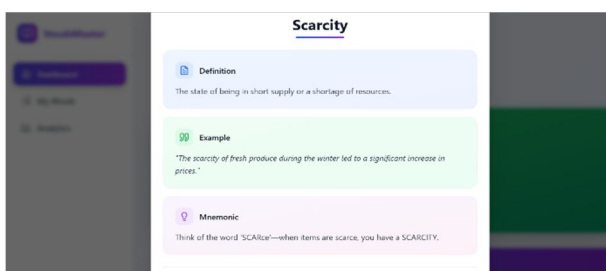 Scarcity
Definition
The state of being in short supply or a shortage of resources.
Example
"The scarcity of fresh produce during the winter led to a significant increase in
prices."
Mnemonic
Think of the word 'SCARce'—when items are scarce, you have a SCARCITY.